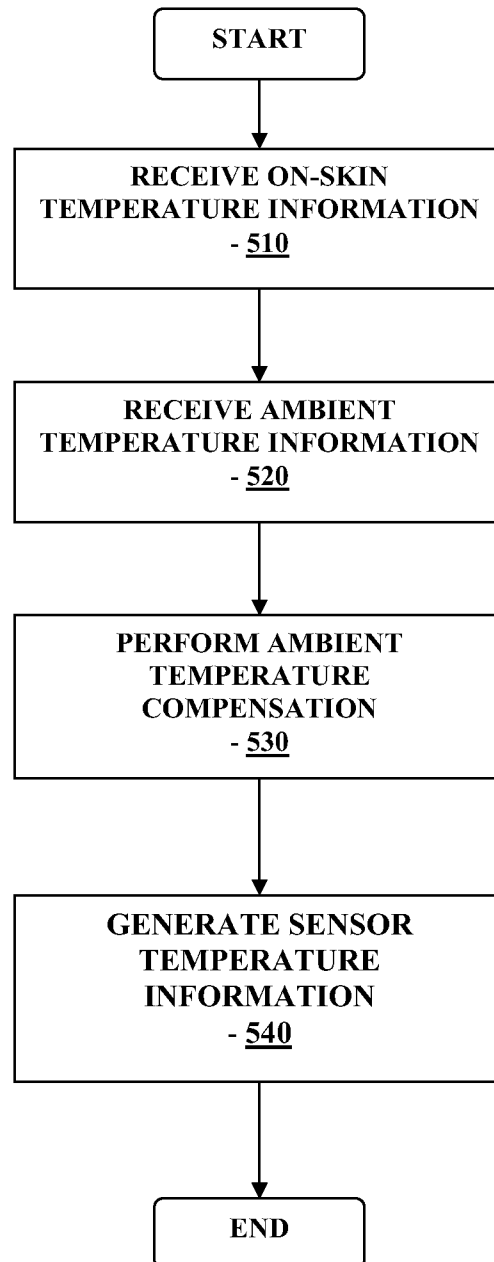 START
RECEIVE ON-SKIN
TEMPERATURE INFORMATION
- 510
RECEIVE AMBIENT
TEMPERATURE INFORMATION
- 520
PERFORM AMBIENT
TEMPERATURE
COMPENSATION
- 530
GENERATE SENSOR
TEMPERATURE
INFORMATION
- 540
END